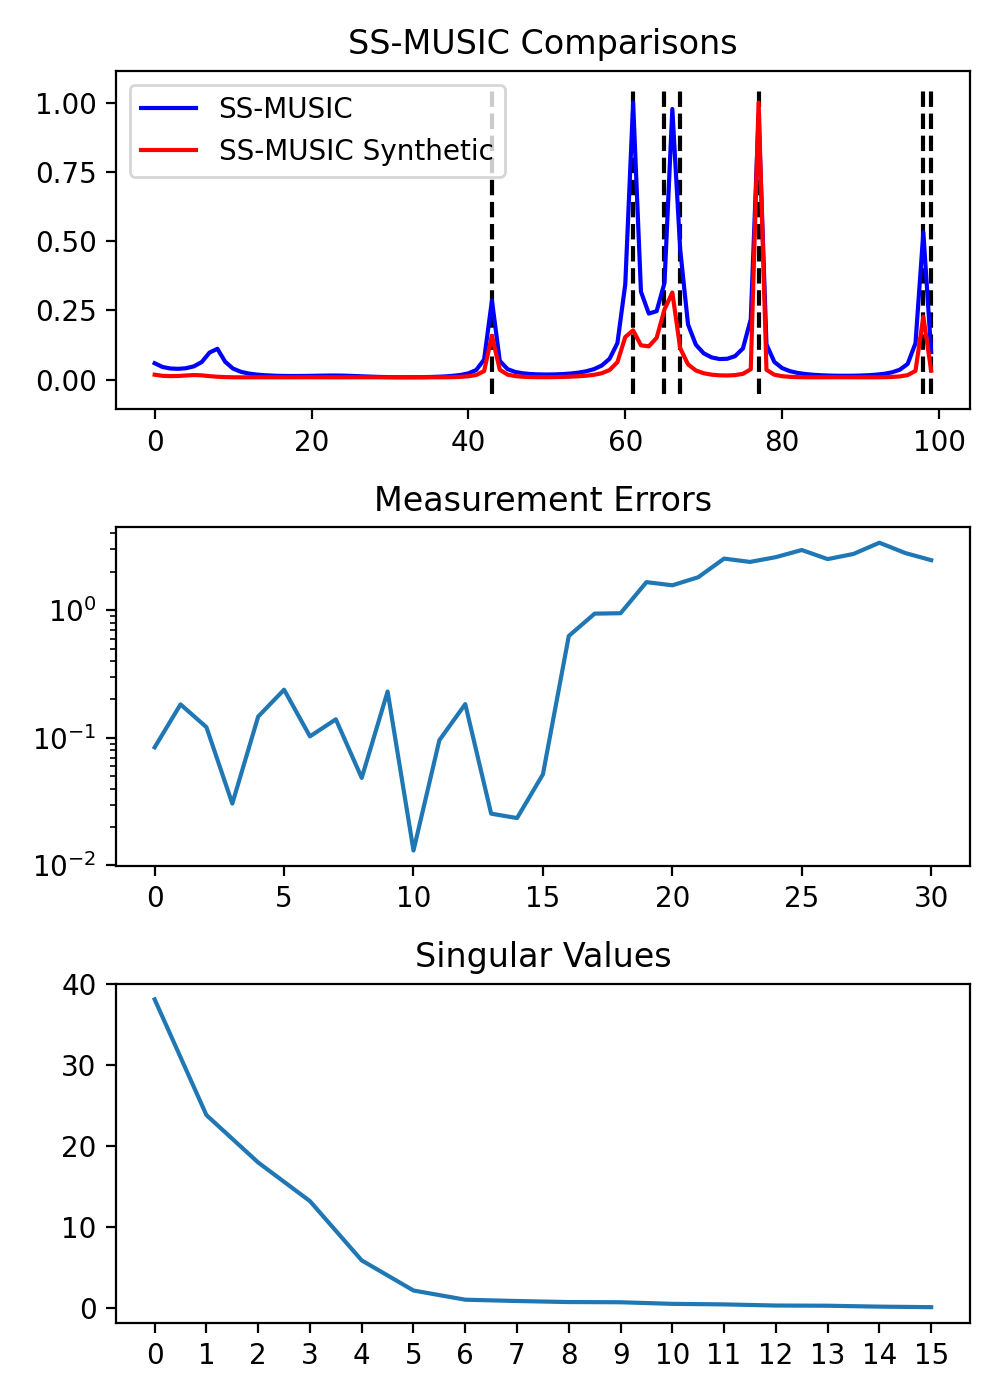 SS-MUSIC Comparisons
SS-MUSIC
SS-MUSIC Synthetic
1.00
0.75
0.50
0.25
0.00
0 20 40 60 80 100
Measurement Errors
10⁰
10⁻¹
10⁻²
0 5 10 15 20 25 30
Singular Values
40
30
20
10
0
0 1 2 3 4 5 6 7 8 9 10 11 12 13 14 15